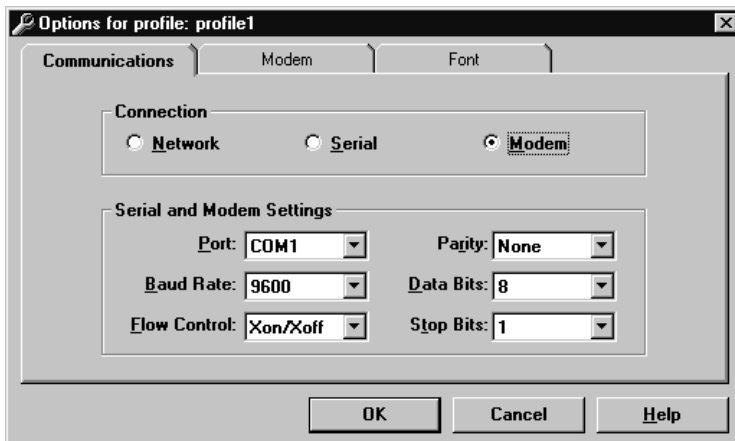 Options for profile: profile1
Communications Modem Font
Connection
Network Serial Modem
Serial and Modem Settings
Port: COM1 Parity: None
Baud Rate: 9600 Data Bits: 8
Flow Control: Xon/Xoff Stop Bits: 1
OK Cancel Help